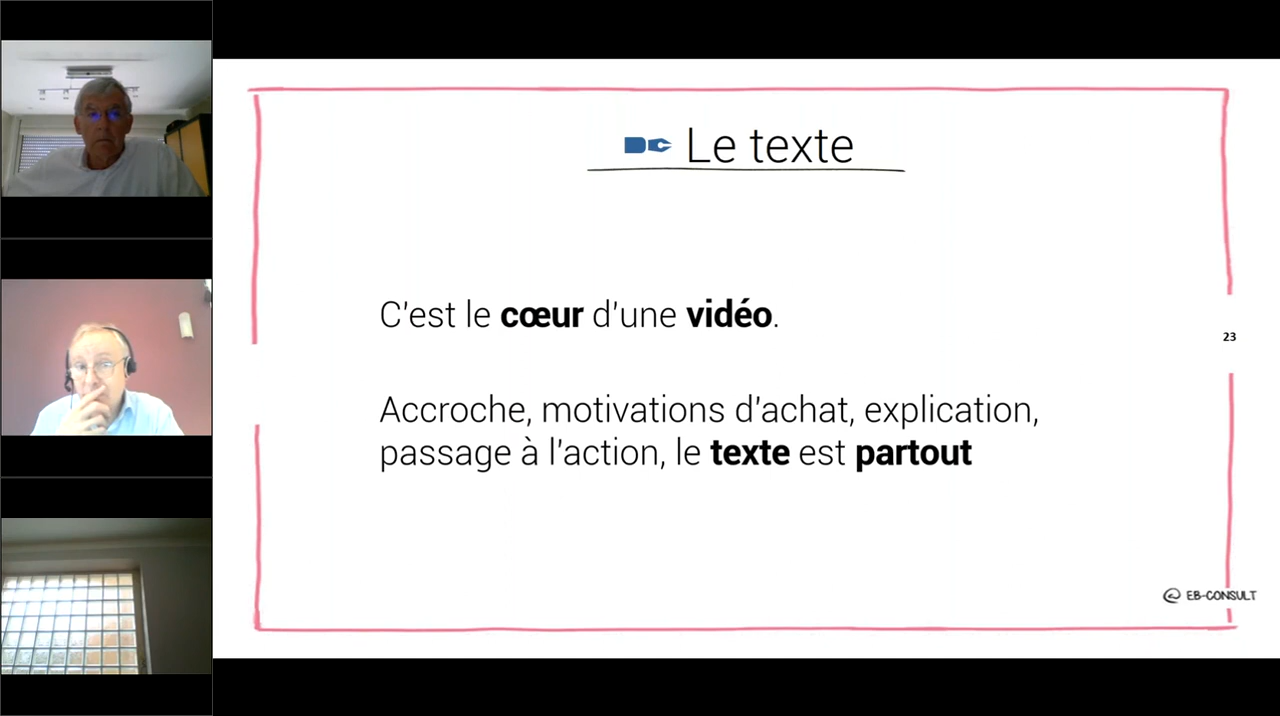 Le texte
C'est le cœur d'une vidéo.
Accroche, motivations d'achat, explication,
passage à l'action, le texte est partout
23
@ EB-CONSULT